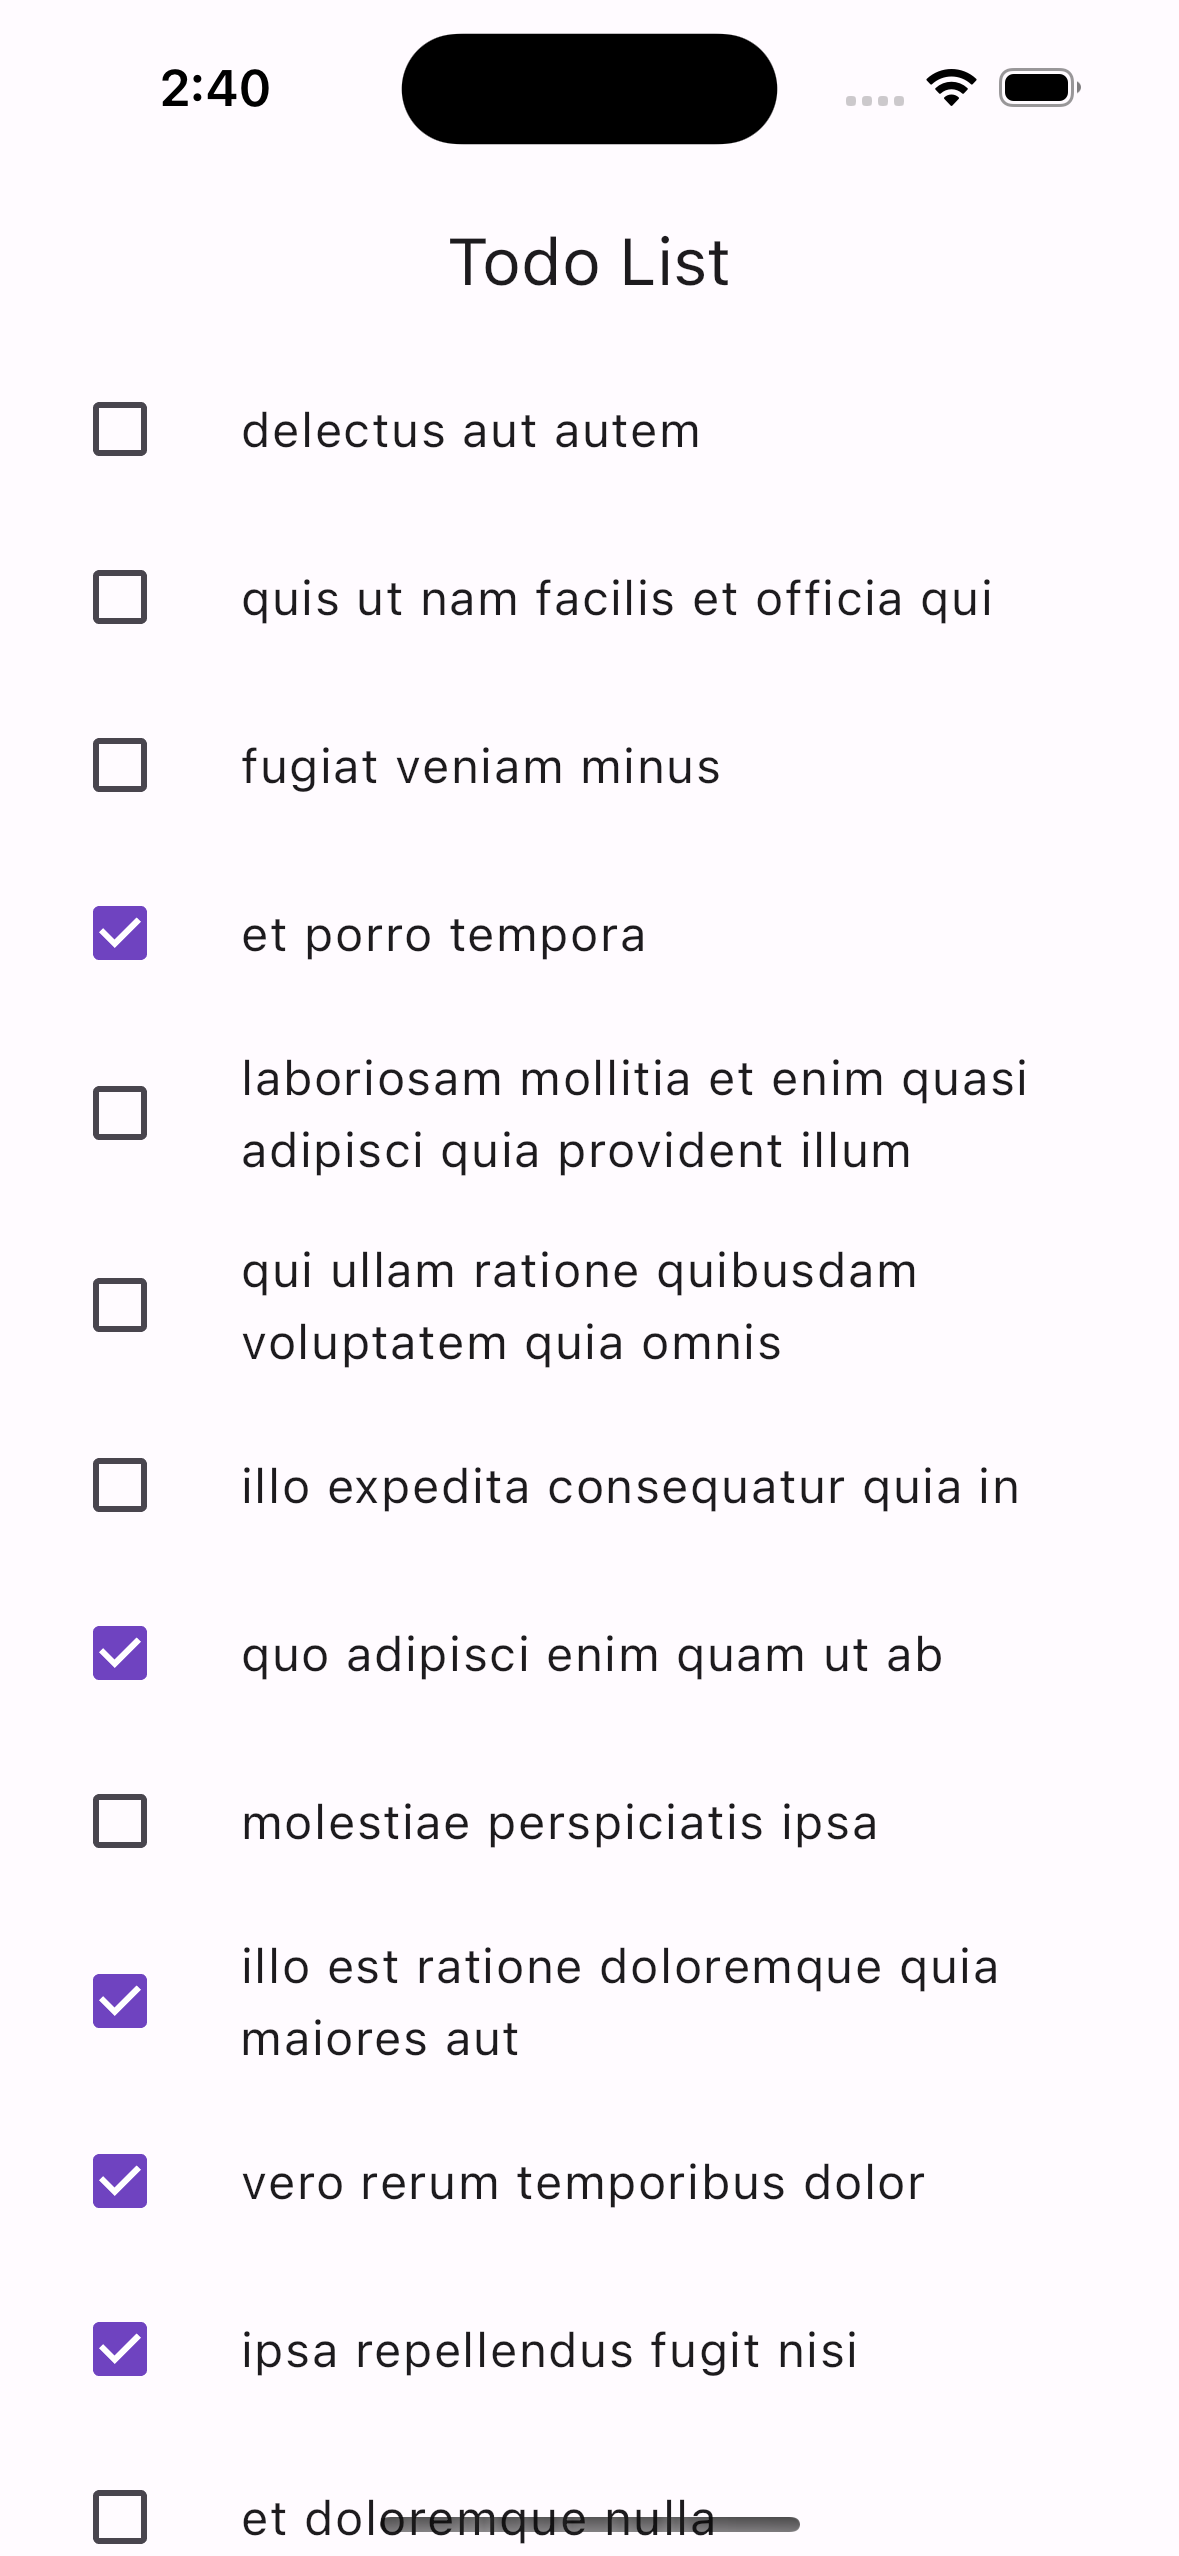 2:40
Todo List
delectus aut autem
quis ut nam facilis et officia qui
fugiat veniam minus
et porro tempora
laboriosam mollitia et enim quasi
adipisci quia provident illum
qui ullam ratione quibusdam
voluptatem quia omnis
illo expedita consequatur quia in
quo adipisci enim quam ut ab
molestiae perspiciatis ipsa
illo est ratione doloremque quia
maiores aut
vero rerum temporibus dolor
ipsa repellendus fugit nisi
et doloremque nulla